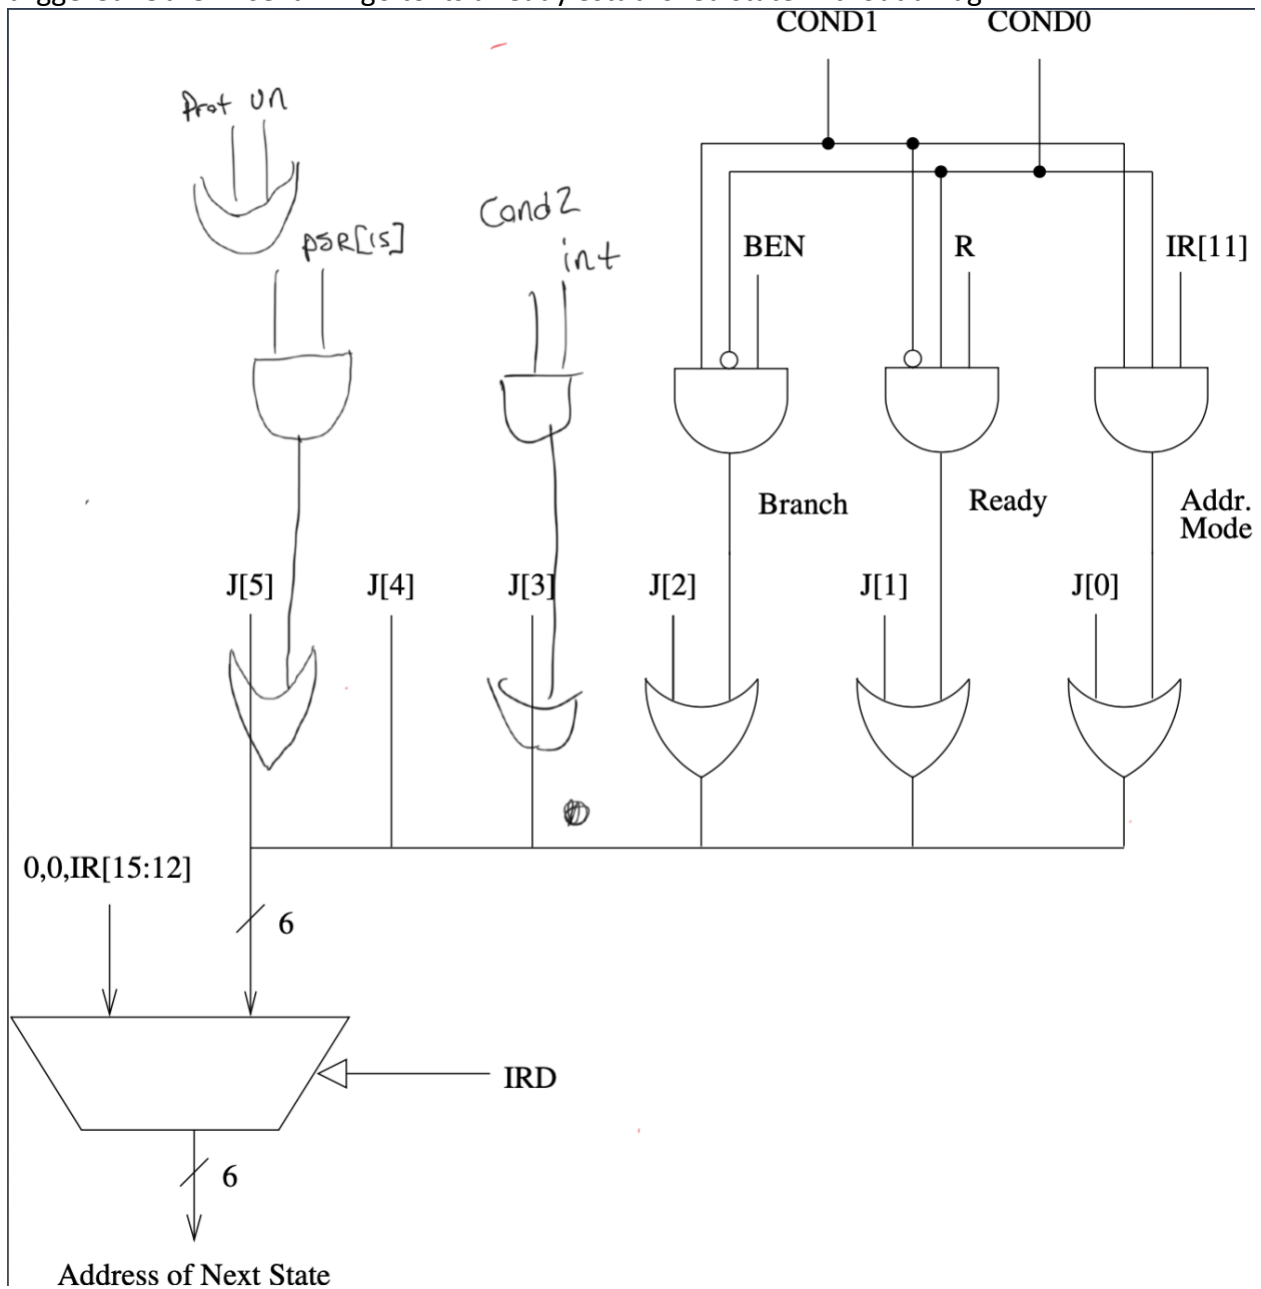 COND1 COND0
Prot un
Cond2
PSR[15] int BEN R IR[11]
Branch Ready Addr.
Mode
J[5] J[4] J[3] J[2] J[1] J[0]
0,0,IR[15:12]
6
IRD
6
Address of Next State